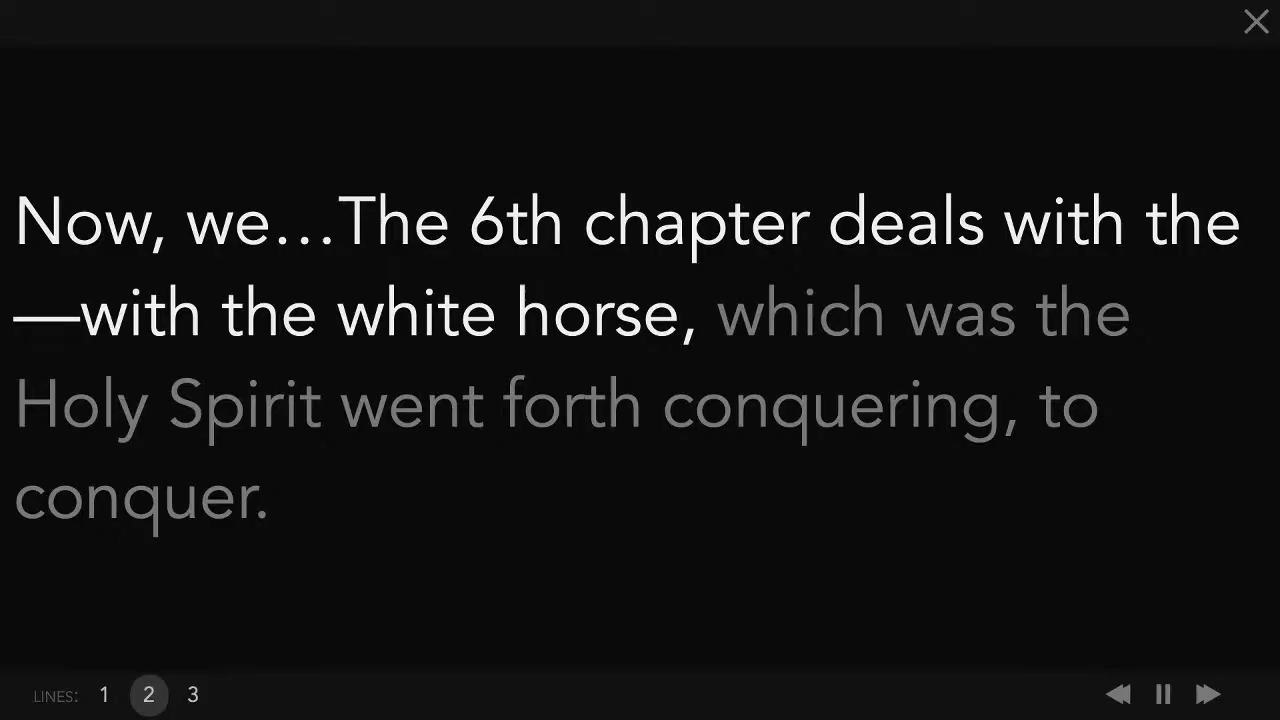 Now, we…The 6th chapter deals with the
—with the white horse, which was the
Holy Spirit went forth conquering, to
conquer.
LINES: 1 2 3